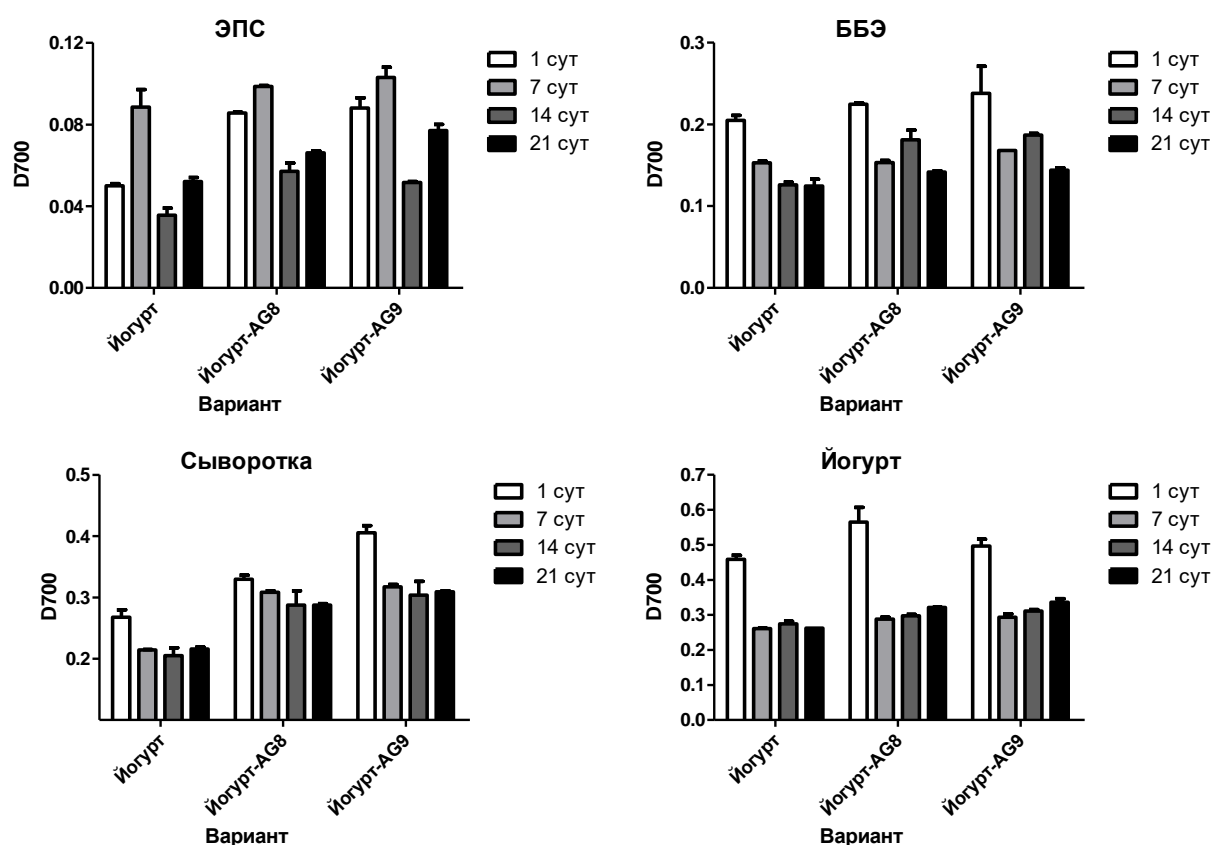 ЭПС
0.12
0.08
0.04
0.00
D700
1 сут
7 сут
14 сут
21 сут
Йогурт
Йогурт-AG8
Йогурт-AG9
Вариант
ББЭ
0.3
0.2
0.1
0.0
D700
1 сут
7 сут
14 сут
21 сут
Йогурт
Йогурт-AG8
Йогурт-AG9
Вариант
Сыворотка
0.5
0.4
0.3
0.2
D700
1 сут
7 сут
14 сут
21 сут
Йогурт
Йогурт-AG8
Йогурт-AG9
Вариант
Йогурт
0.7
0.6
0.5
0.4
0.3
0.2
0.1
0.0
D700
1 сут
7 сут
14 сут
21 сут
Йогурт
Йогурт-AG8
Йогурт-AG9
Вариант